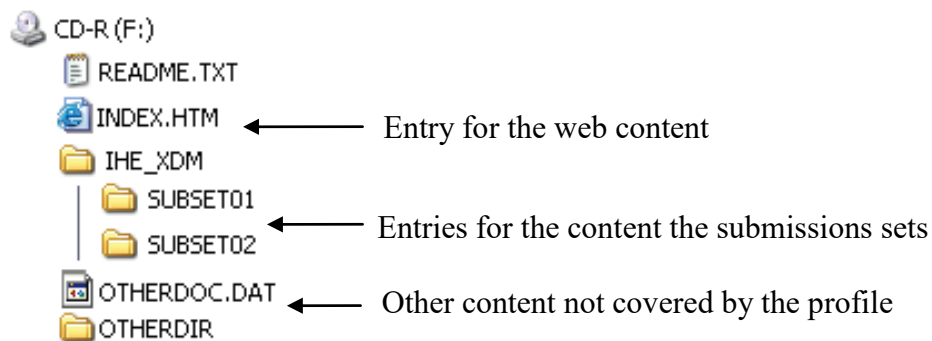 CD-R (F:)
README.TXT
INDEX.HTM
Entry for the web content
IHE_XDM
SUBSET01
Entries for the content the submissions sets
SUBSET02
OTHERDOC.DAT
Other content not covered by the profile
OTHERDIR